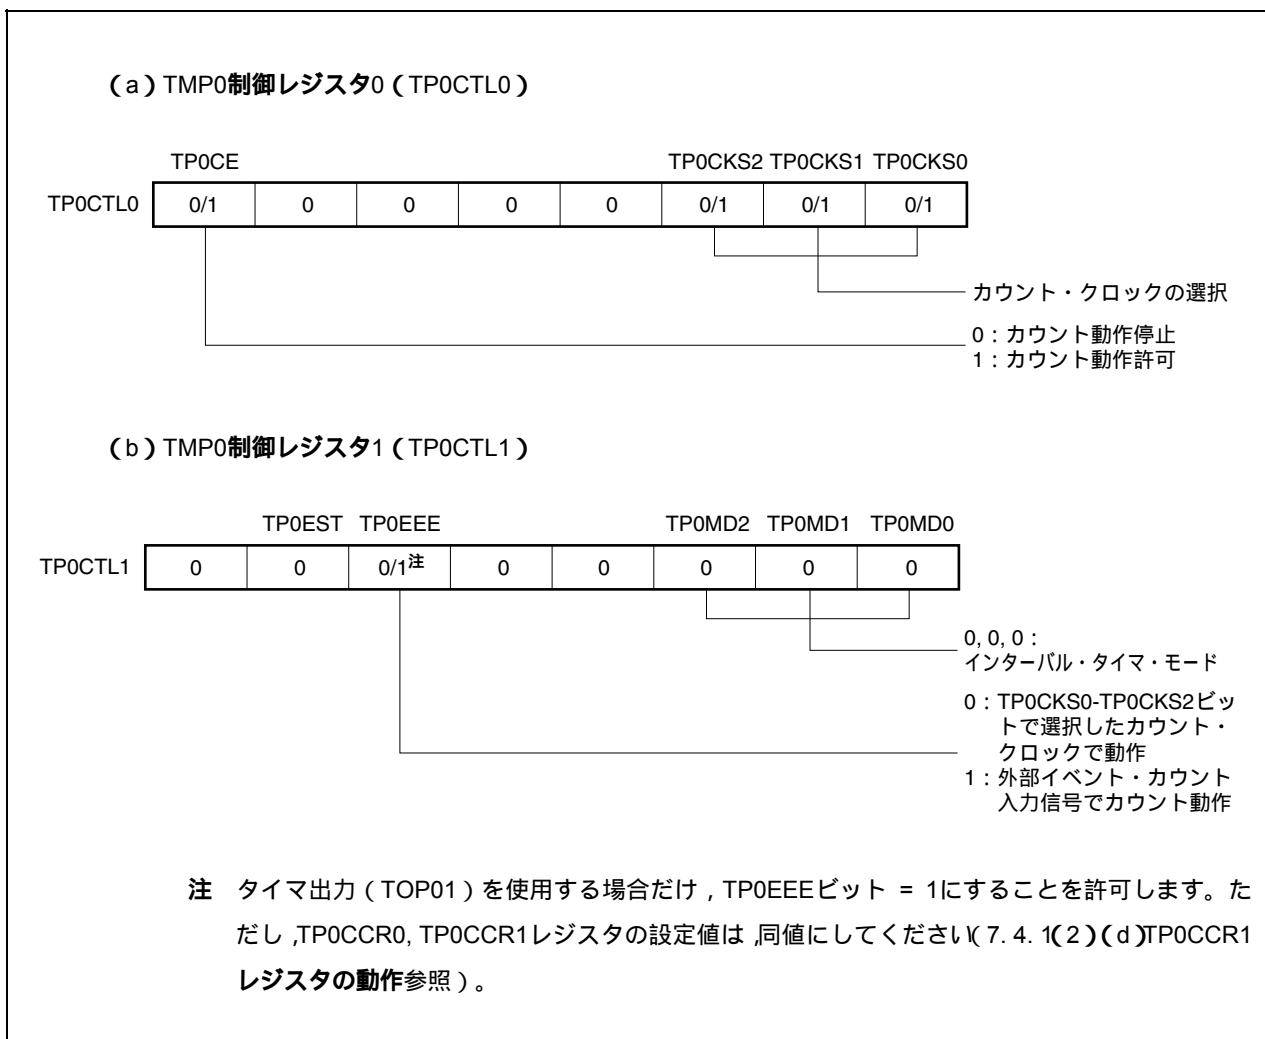 （a）TMP0制御レジスタ0（TP0CTL0）
TP0CE TP0CKS2 TP0CKS1 TP0CKS0
TP0CTL0 0/1 0 0 0 0 0/1 0/1 0/1
カウント・クロックの選択
0：カウント動作停止
1：カウント動作許可
（b）TMP0制御レジスタ1（TP0CTL1）
TP0EST TP0EEE TP0MD2 TP0MD1 TP0MD0
TP0CTL1 0 0 0/1注 0 0 0 0 0
0, 0, 0：
インターバル・タイマ・モード
0：TP0CKS0-TP0CKS2ビッ
トで選択したカウント・
クロックで動作
1：外部イベント・カウント
入力信号でカウント動作
注 タイマ出力（TOP01）を使用する場合だけ，TP0EEEビット = 1にすることを許可します。た
だし，TP0CCR0, TP0CCR1レジスタの設定値は，同値にしてください（7. 4. 1（2）（d）TP0CCR1
レジスタの動作参照）。